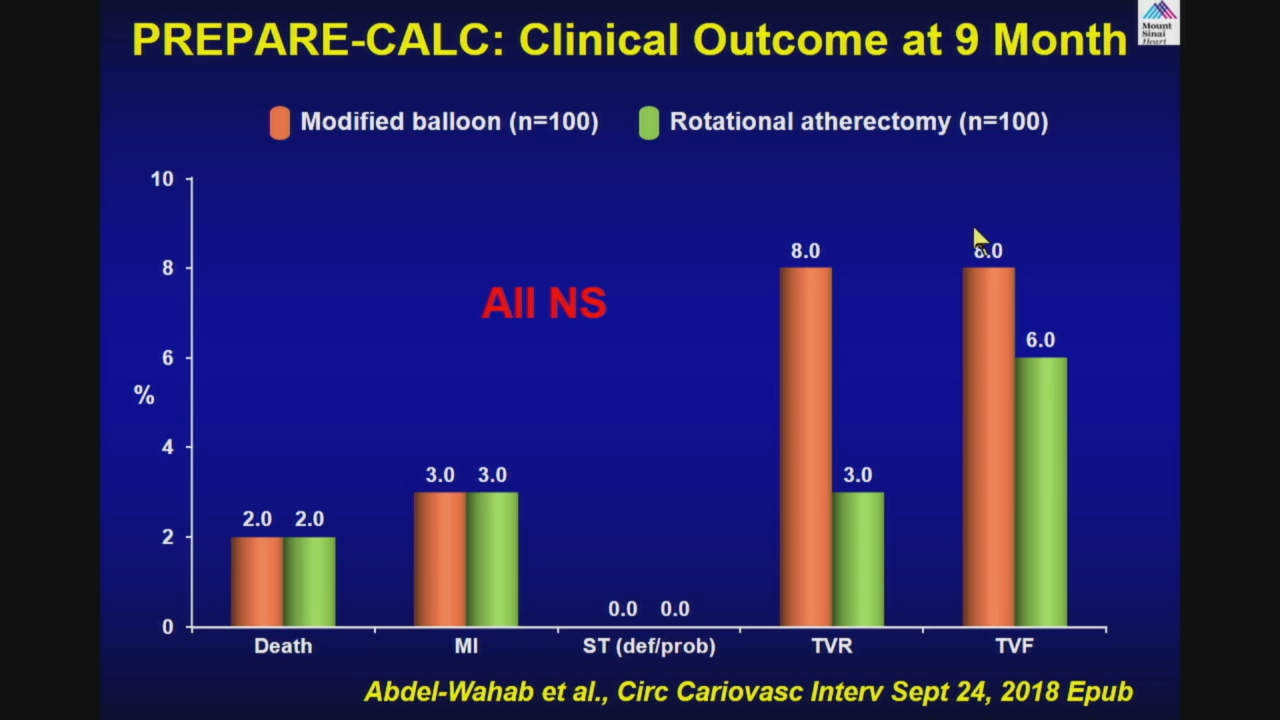 PREPARE-CALC: Clinical Outcome at 9 Month
Mount
Sinai
Heart
Modified balloon (n=100)
Rotational atherectomy (n=100)
10
8
6
%
4
2
0
All NS
2.0 2.0
3.0 3.0
0.0 0.0
8.0
3.0
8.0
6.0
Death MI ST (def/prob) TVR TVF
Abdel-Wahab et al., Circ Cariovasc Interv Sept 24, 2018 Epub